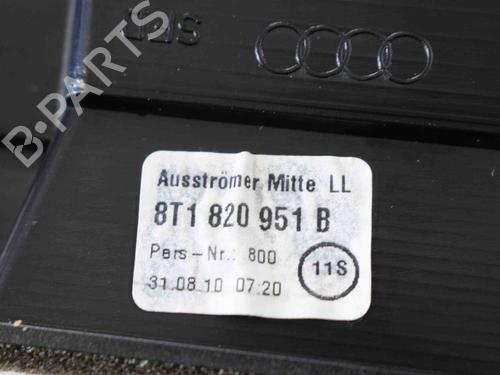 B-PARTS
Ausströmer Mitte LL
8T1 820 951 B
Pers-Nr.: 800
11S
31.08.10 07:20